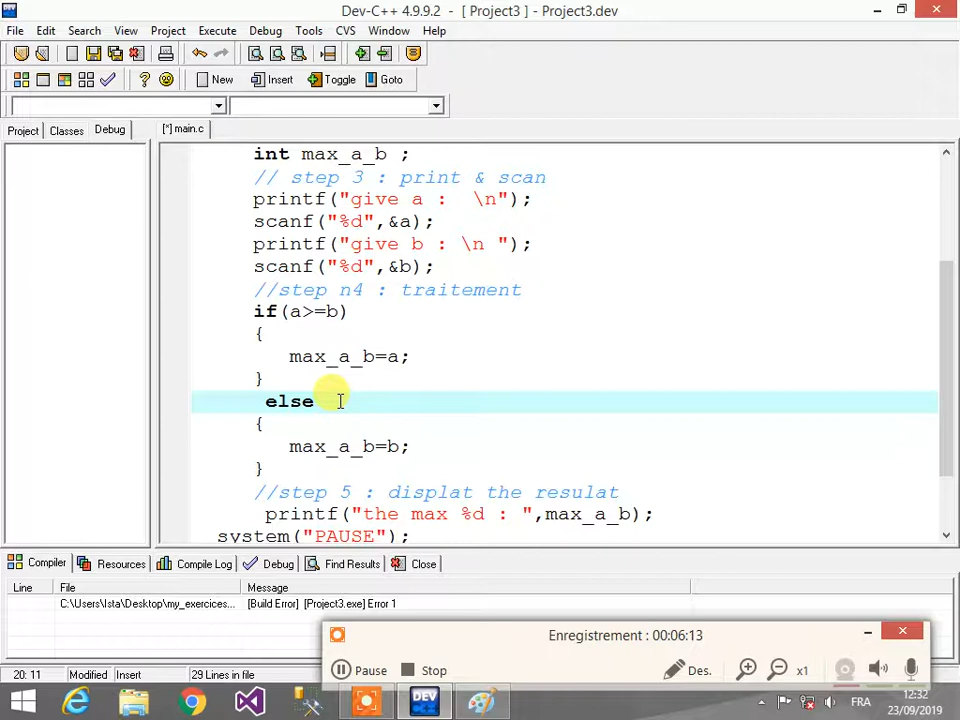 Dev-C++ 4.9.9.2 - [ Project3 ] - Project3.dev
File Edit Search View Project Execute Debug Tools CVS Window Help
New Insert Toggle Goto
Project Classes Debug [*] main.c
int max_a_b ;
// step 3 : print & scan
printf("give a :  \n");
scanf("%d",&a);
printf("give b : \n ");
scanf("%d",&b);
//step n4 : traitement
if(a>=b)
{
max_a_b=a;
}
else
{
max_a_b=b;
}
//step 5 : displat the resulat
printf("the max %d : ",max_a_b);
system("PAUSE");
Compiler Resources Compile Log Debug Find Results Close
Line File Message
C:\Users\Ista\Desktop\my_exercices... [Build Error] [Project3.exe] Error 1
Enregistrement : 00:06:13
Pause Stop Des. x1
20: 11 Modified Insert 29 Lines in file
DEV
FRA
12:32
23/09/2019